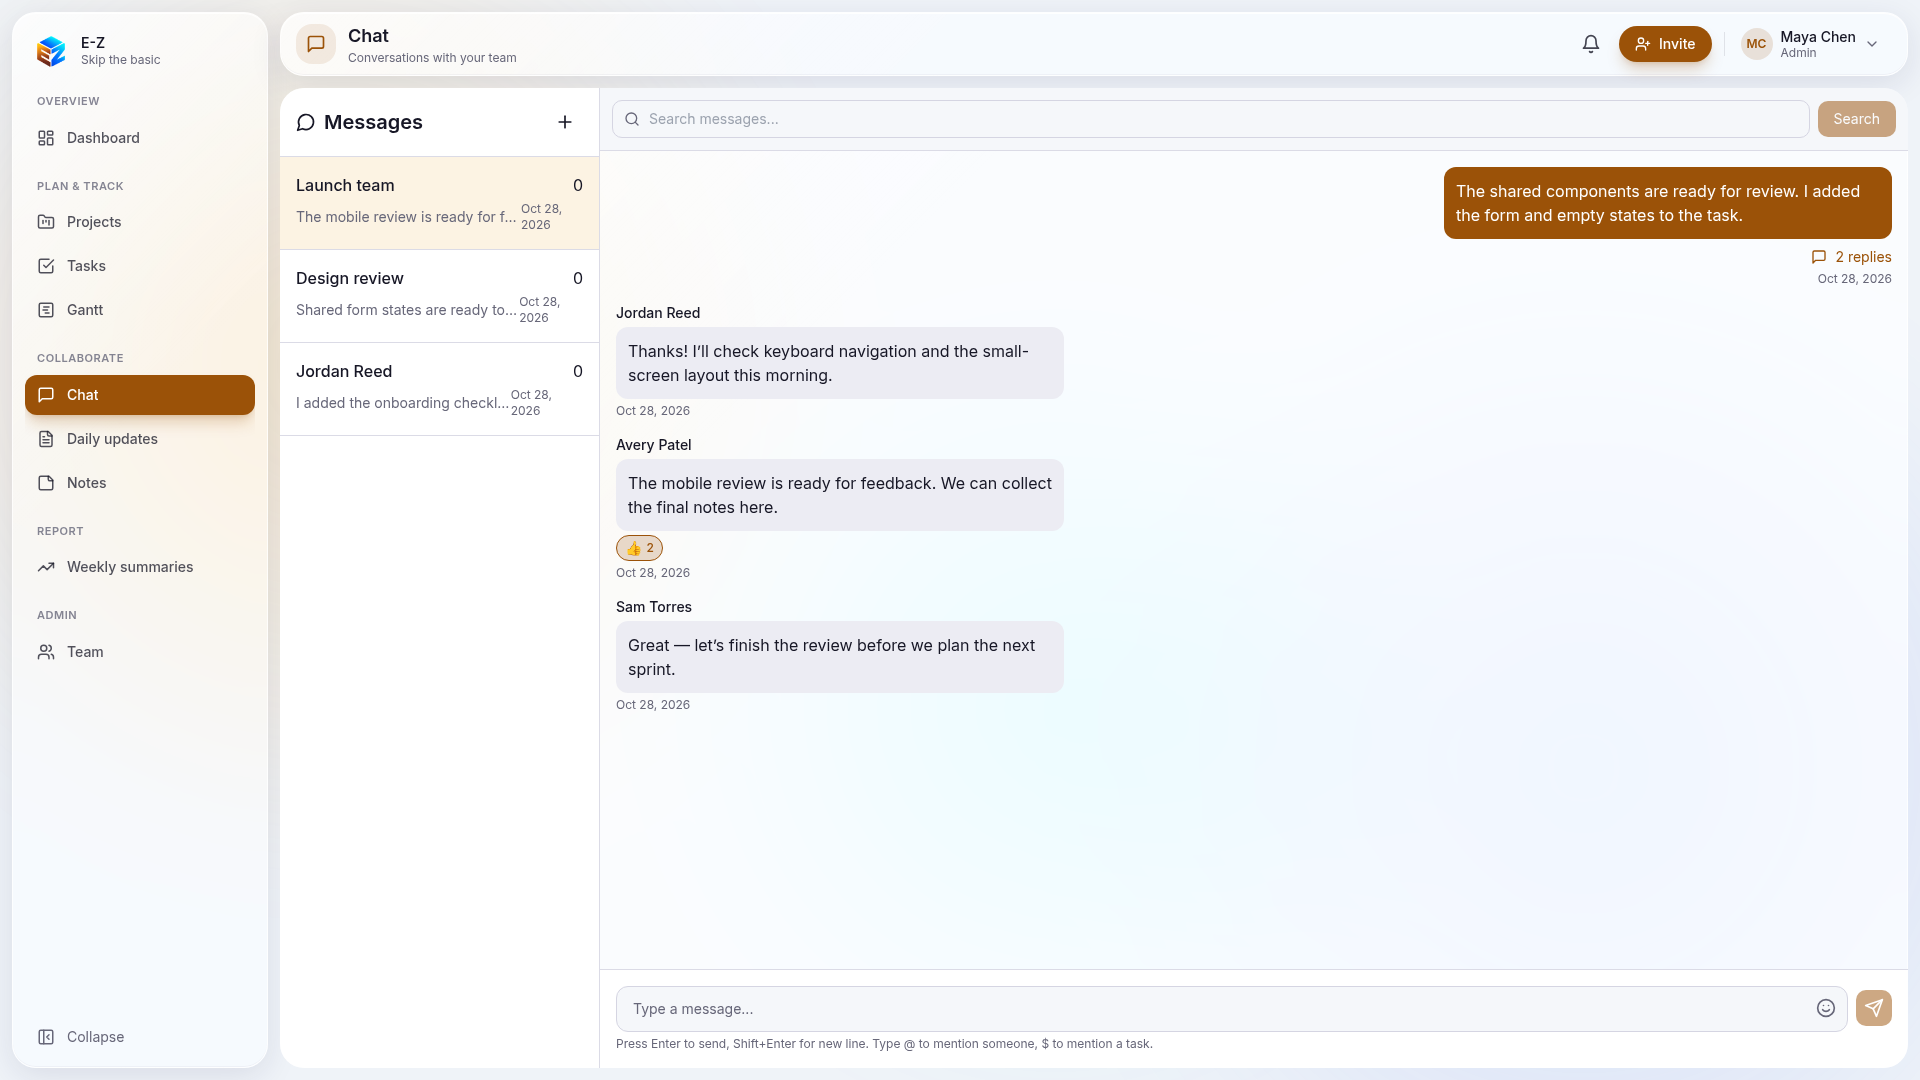 E-Z
Skip the basic
OVERVIEW
Dashboard
PLAN & TRACK
Projects
Tasks
Gantt
COLLABORATE
Chat
Daily updates
Notes
REPORT
Weekly summaries
ADMIN
Team
Collapse
Chat
Conversations with your team
Invite
MC
Maya Chen
Admin
Messages
Launch team
0
The mobile review is ready for f...
Oct 28,
2026
Design review
0
Shared form states are ready to...
Oct 28,
2026
Jordan Reed
0
I added the onboarding checkl...
Oct 28,
2026
Search messages...
Search
The shared components are ready for review. I added
the form and empty states to the task.
2 replies
Oct 28, 2026
Jordan Reed
Thanks! I’ll check keyboard navigation and the small-
screen layout this morning.
Oct 28, 2026
Avery Patel
The mobile review is ready for feedback. We can collect
the final notes here.
👍 2
Oct 28, 2026
Sam Torres
Great — let’s finish the review before we plan the next
sprint.
Oct 28, 2026
Type a message...
Press Enter to send, Shift+Enter for new line. Type @ to mention someone, $ to mention a task.